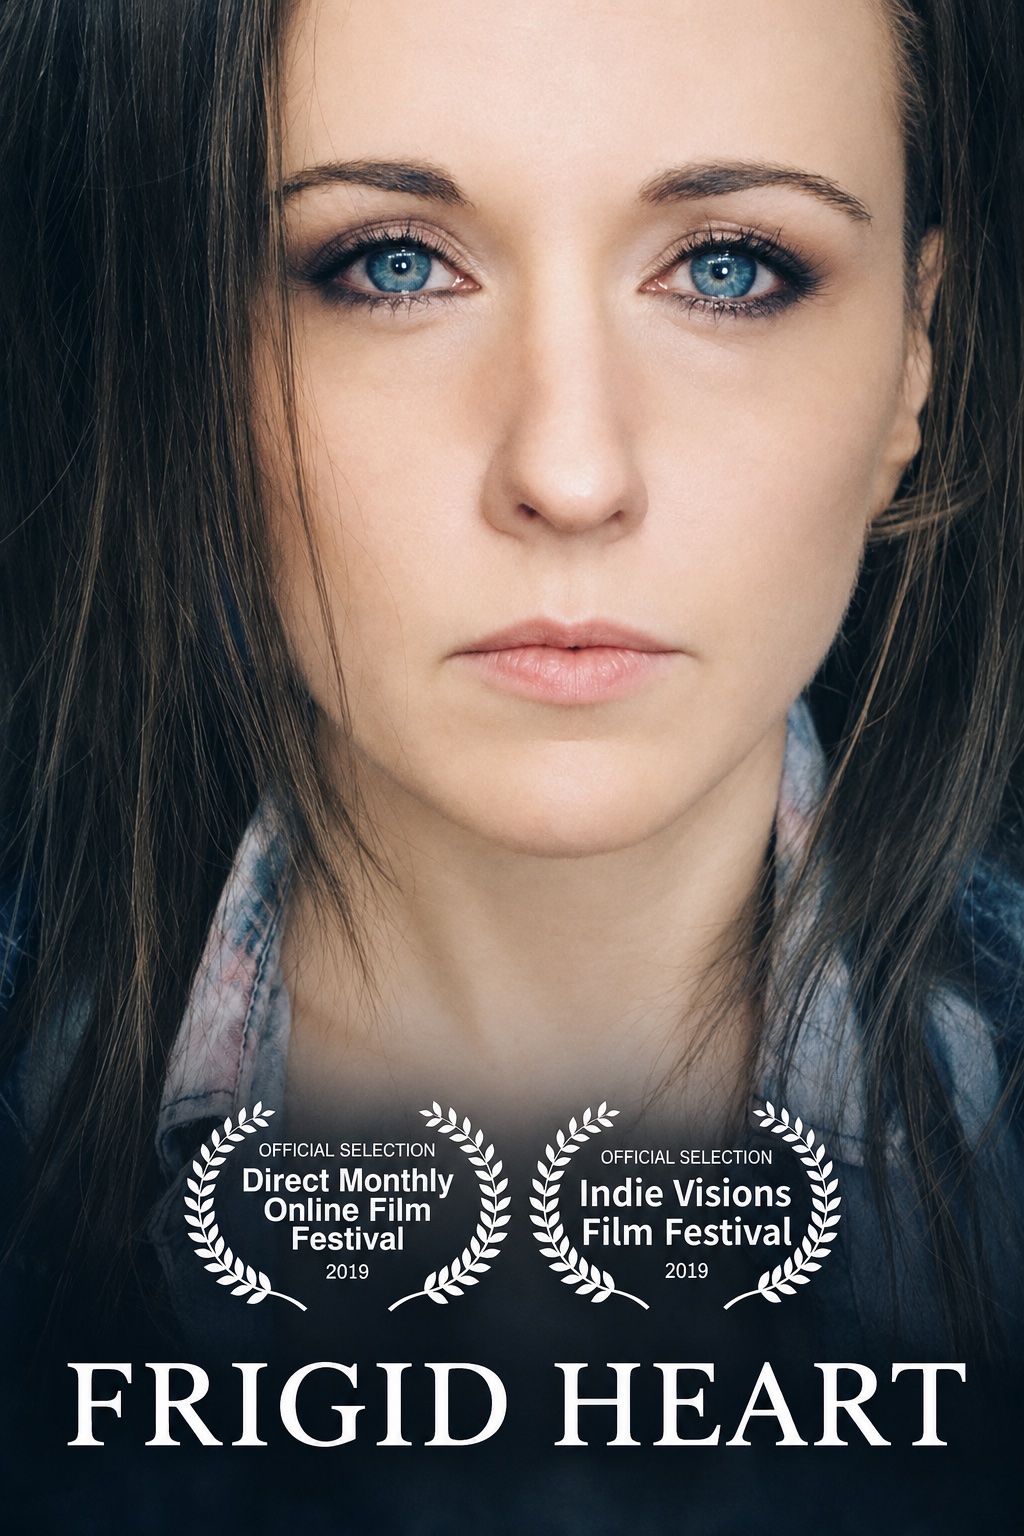 OFFICIAL SELECTION
Direct Monthly
Online Film
Festival
2019
OFFICIAL SELECTION
Indie Visions
Film Festival
2019
FRIGID HEART